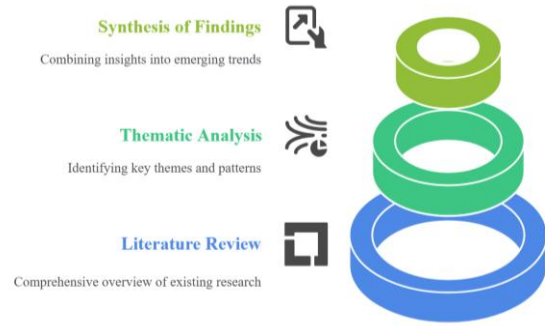 Synthesis of Findings
Combining insights into emerging trends
Thematic Analysis
Identifying key themes and patterns
Literature Review
Comprehensive overview of existing research